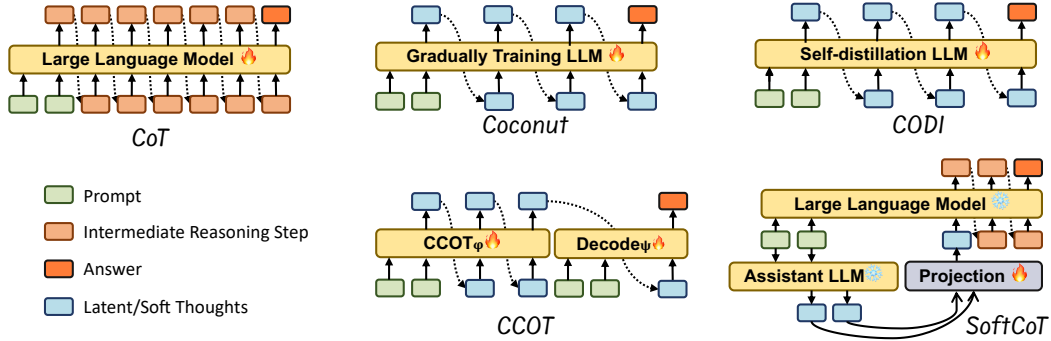 Large Language Model
CoT
Gradually Training LLM
Coconut
Self-distillation LLM
CODI
Prompt
Intermediate Reasoning Step
Answer
Latent/Soft Thoughts
CCOTφ
Decodeψ
CCOT
Large Language Model
Assistant LLM
Projection
SoftCoT